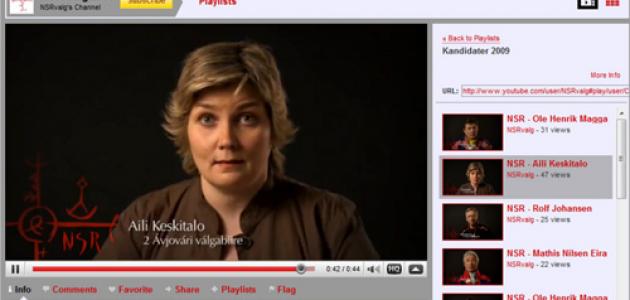 NSRvalg's Channel
Subscribe
Playlists
Aili Keskitalo
2 Ávjovári válgabiire
NSR
0:42 / 0:44
HQ
Info
Comments
Favorite
Share
Playlists
Flag
« Back to Playlists
Kandidater 2009
More Info
URL: http://www.youtube.com/user/NSRvalg#play/user/C
NSR - Ole Henrik Magga
NSRvalg - 31 views
NSR - Aili Keskitalo
NSRvalg - 47 views
NSR - Rolf Johansen
NSRvalg - 25 views
NSR - Mathis Nilsen Eira
NSRvalg - 22 views
NSR - Ole Henrik Magga